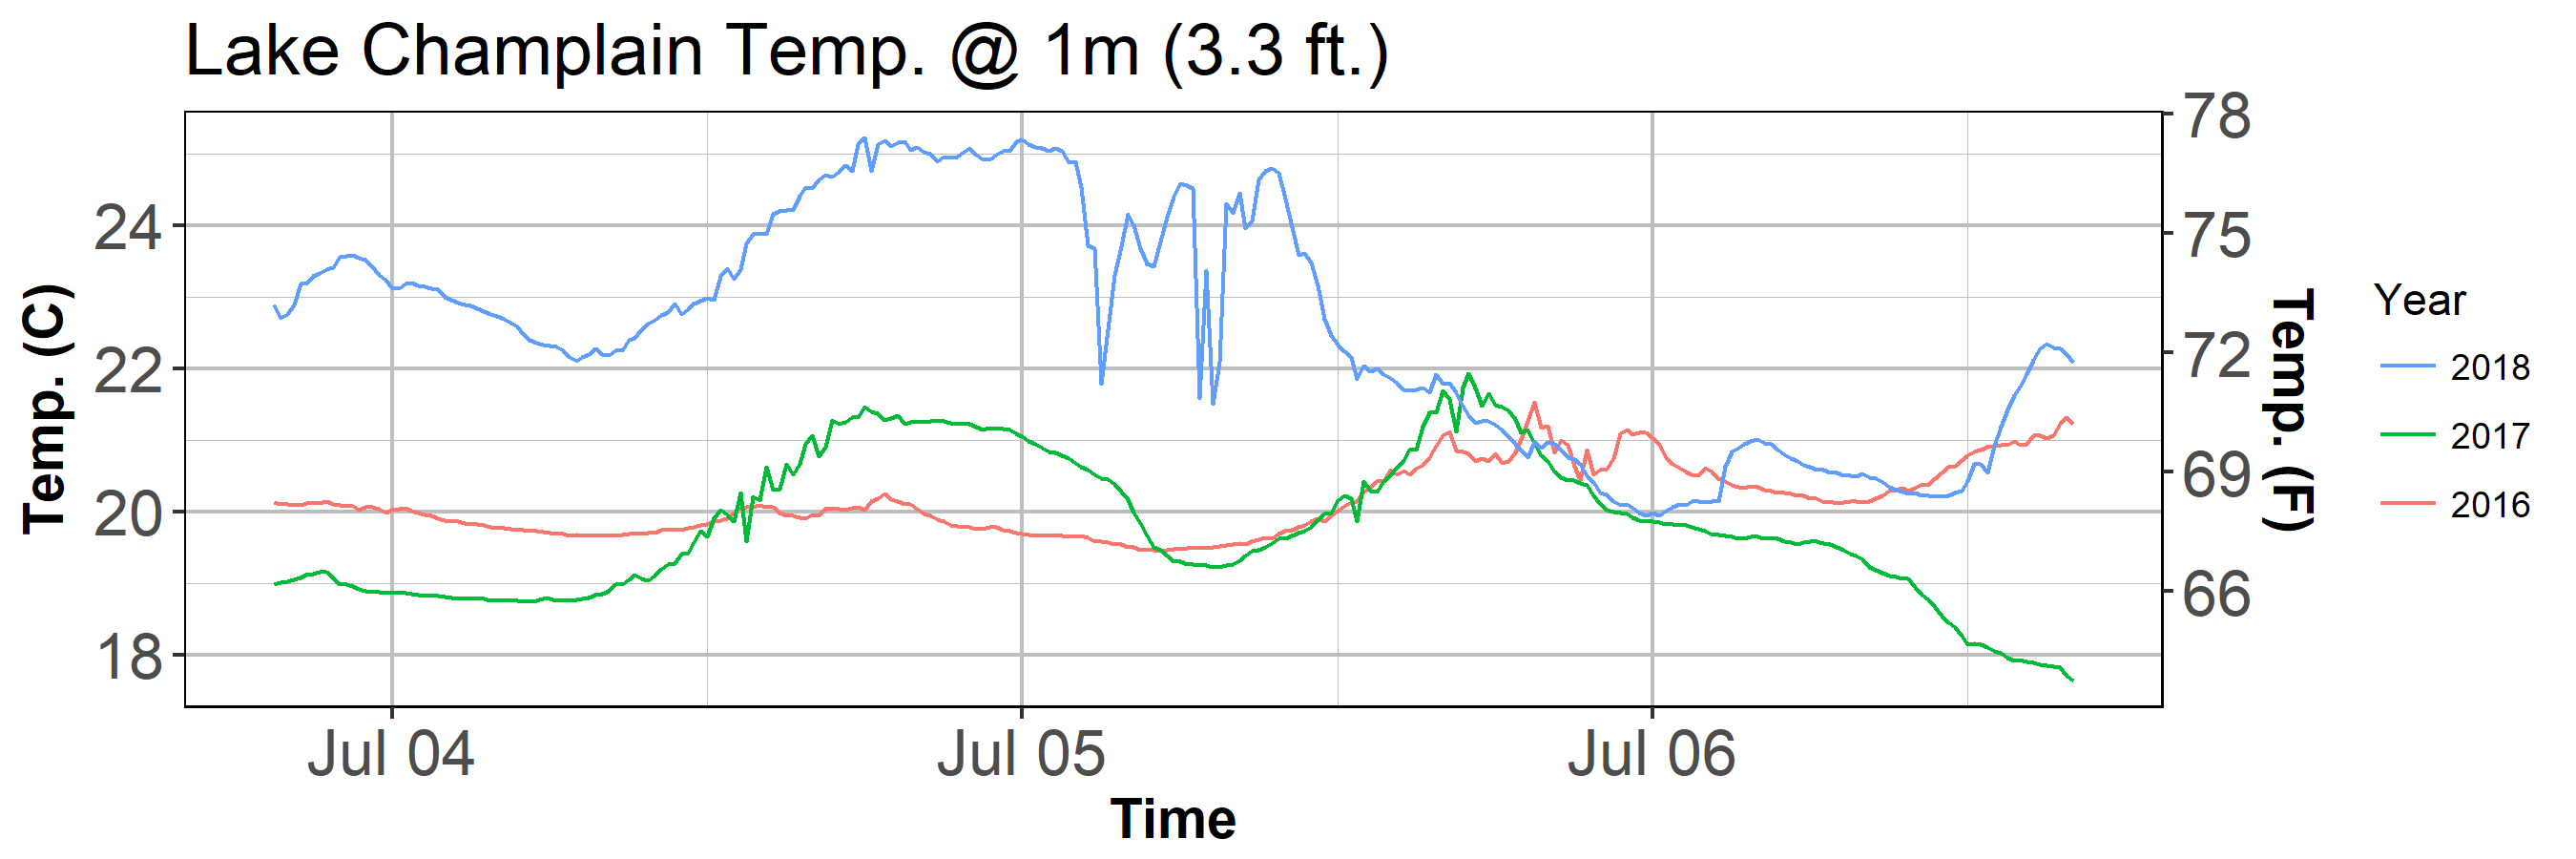 Lake Champlain Temp. @ 1m (3.3 ft.)
Temp. (C)
24
22
20
18
78
75
72
69
66
Temp. (F)
Jul 04
Jul 05
Jul 06
Time
Year
2018
2017
2016